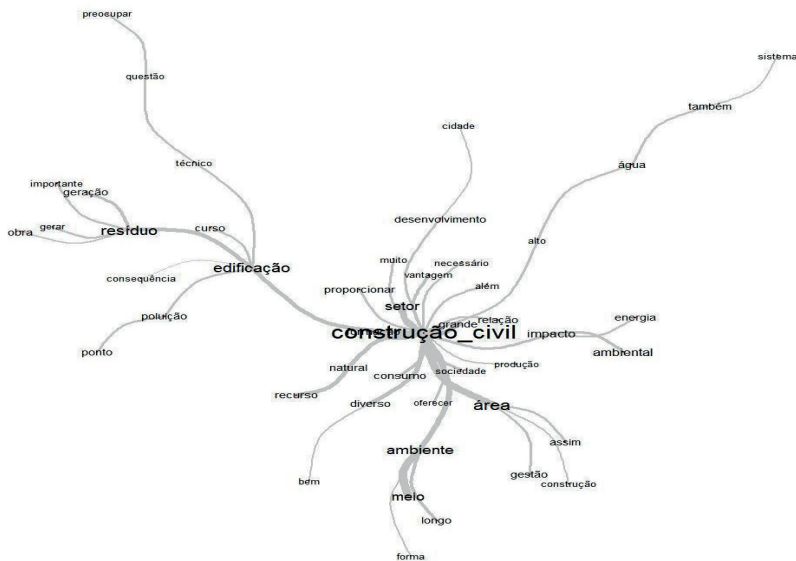 preocupar
sistema
questão
também
cidade
técnico
água
importante
geração
desenvolvimento
obra
gerar
resíduo
curso
alto
muito
necessário
edificação
vantagem
consequência
além
proporcionar
setor
poluição
grande
relação
energia
construção_civil
impacto
ponto
ambiental
natural
sociedade
produção
consumo
recurso
diverso
oferecer
área
assim
ambiente
gestão
bem
construção
meio
longo
forma